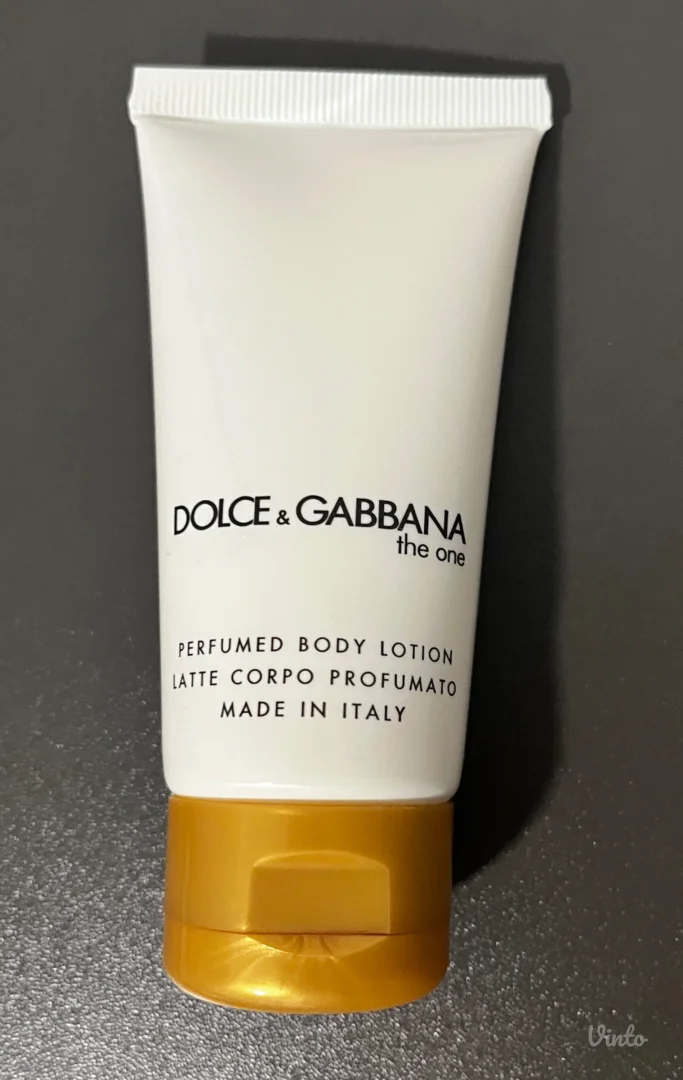 DOLCE & GABBANA
the one
PERFUMED BODY LOTION
LATTE CORPO PROFUMATO
MADE IN ITALY
Vinto